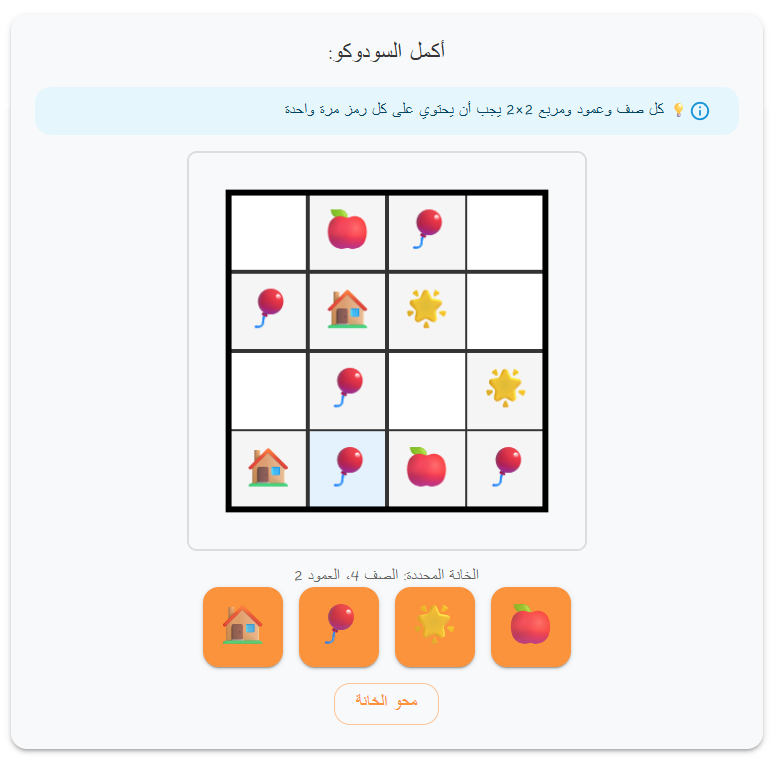 أكمل السودوكو:
💡 كل صف وعمود ومربع 2×2 يجب أن يحتوي على كل رمز مرة واحدة
الخانة المحددة: الصف 4، العمود 2
محو الخانة